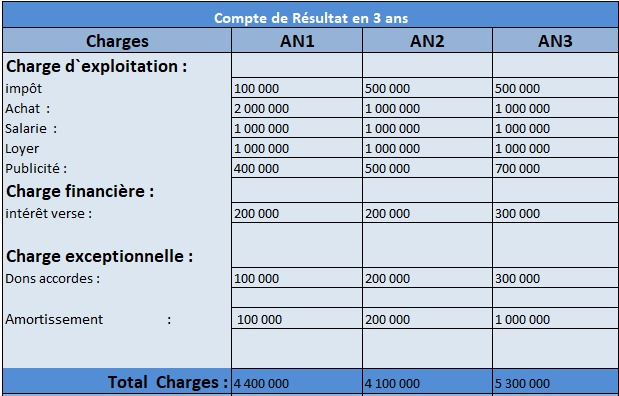 Compte de Résultat en 3 ans
Charges AN1 AN2 AN3
Charge d`exploitation :
impôt 100 000 500 000 500 000
Achat : 2 000 000 1 000 000 1 000 000
Salarie : 1 000 000 1 000 000 1 000 000
Loyer 1 000 000 1 000 000 1 000 000
Publicité : 400 000 500 000 700 000
Charge financière :
intérêt verse : 200 000 200 000 300 000
Charge exceptionnelle :
Dons accordes : 100 000 200 000 300 000
Amortissement : 100 000 200 000 1 000 000
Total Charges : 4 400 000 4 100 000 5 300 000